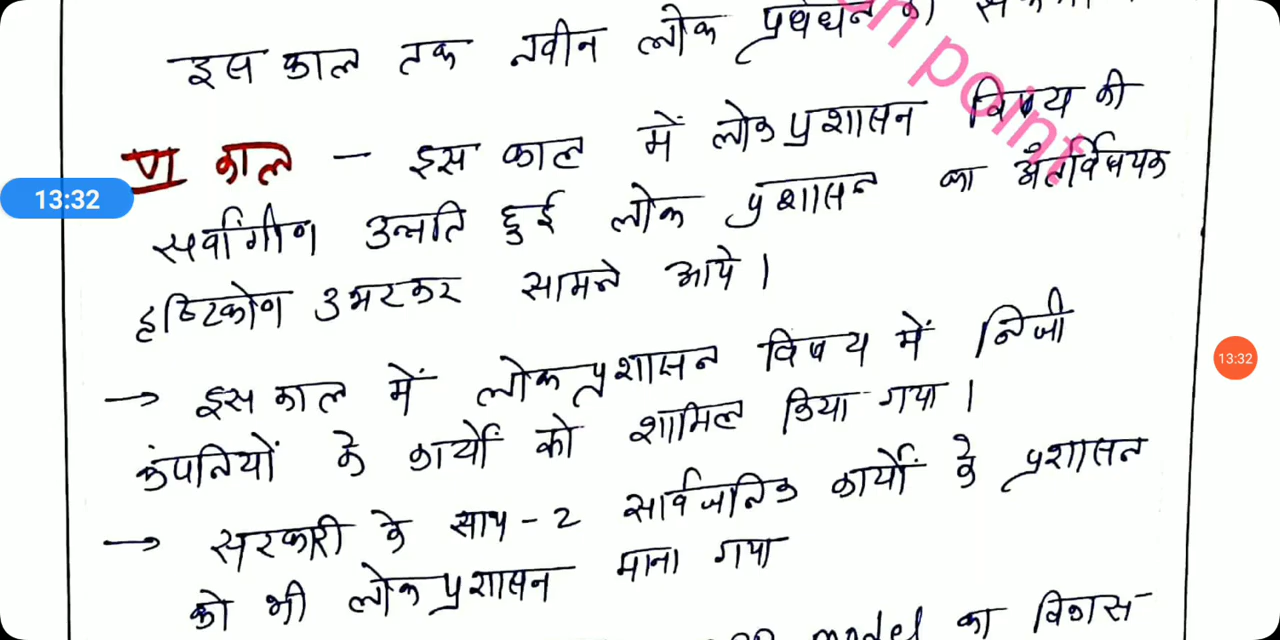 इस काल तक नवीन लोक प्रबंधन की
VI काल – इस काल में लोक प्रशासन विषय की
सर्वांगीण उन्नति हुई लोक प्रशासन का अंतर्विषयक
दृष्टिकोण उभरकर सामने आये।
→ इस काल में लोक प्रशासन विषय में निजी
कंपनियों के कार्यों को शामिल किया गया।
→ सरकारी के साथ-2 सार्वजनिक कार्यों के प्रशासन
को भी लोक प्रशासन माना गया
model का विकास
point
13:32
13:32